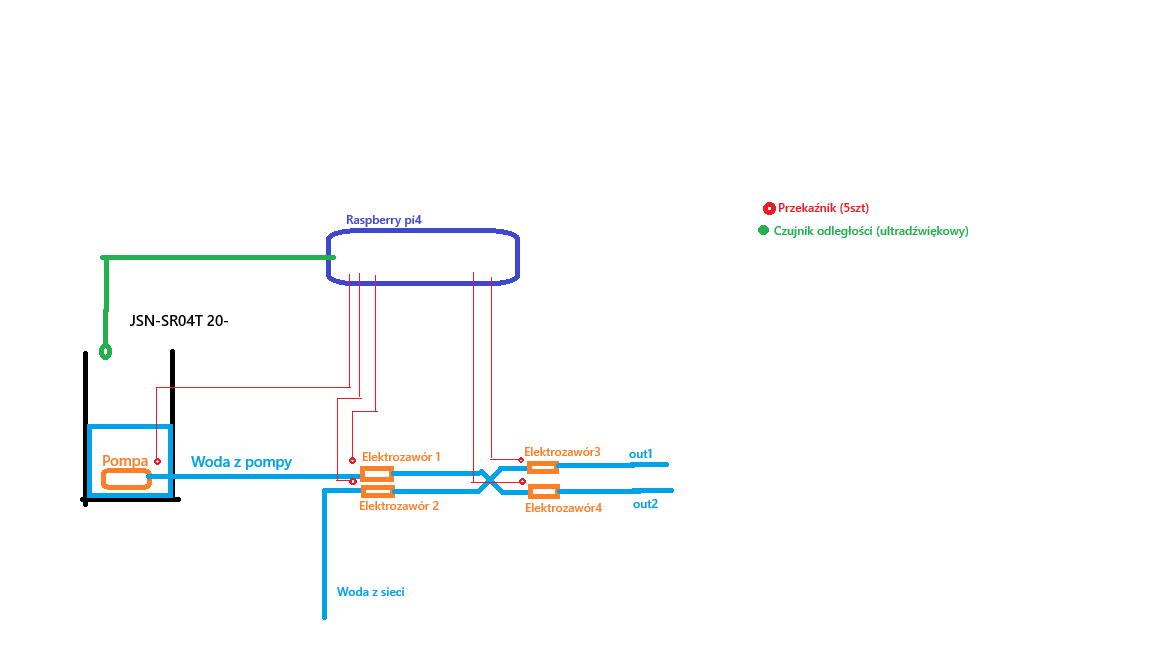 Raspberry pi4
Przekaźnik (5szt)
Czujnik odległości (ultradźwiękowy)
JSN-SR04T 20-
Pompa
Woda z pompy
Elektrozawór 1
Elektrozawór3
out1
Elektrozawór 2
Elektrozawór4
out2
Woda z sieci